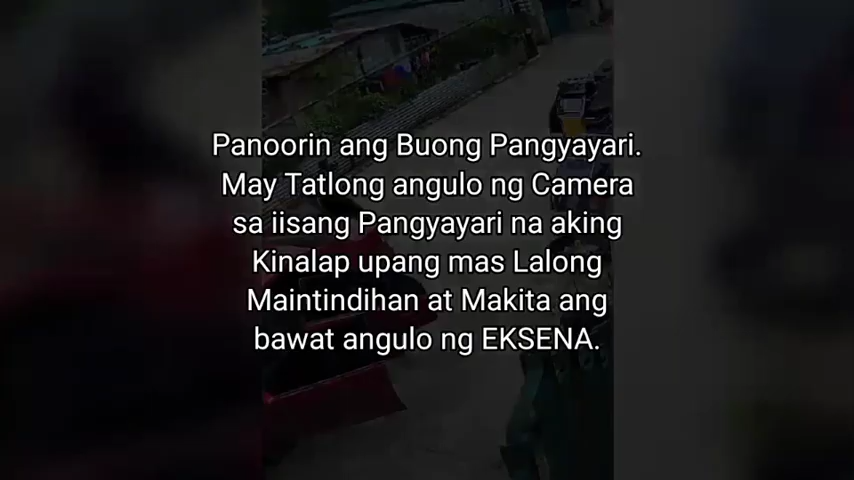 Panoorin ang Buong Pangyayari.
May Tatlong angulo ng Camera
sa iisang Pangyayari na aking
Kinalap upang mas Lalong
Maintindihan at Makita ang
bawat angulo ng EKSENA.